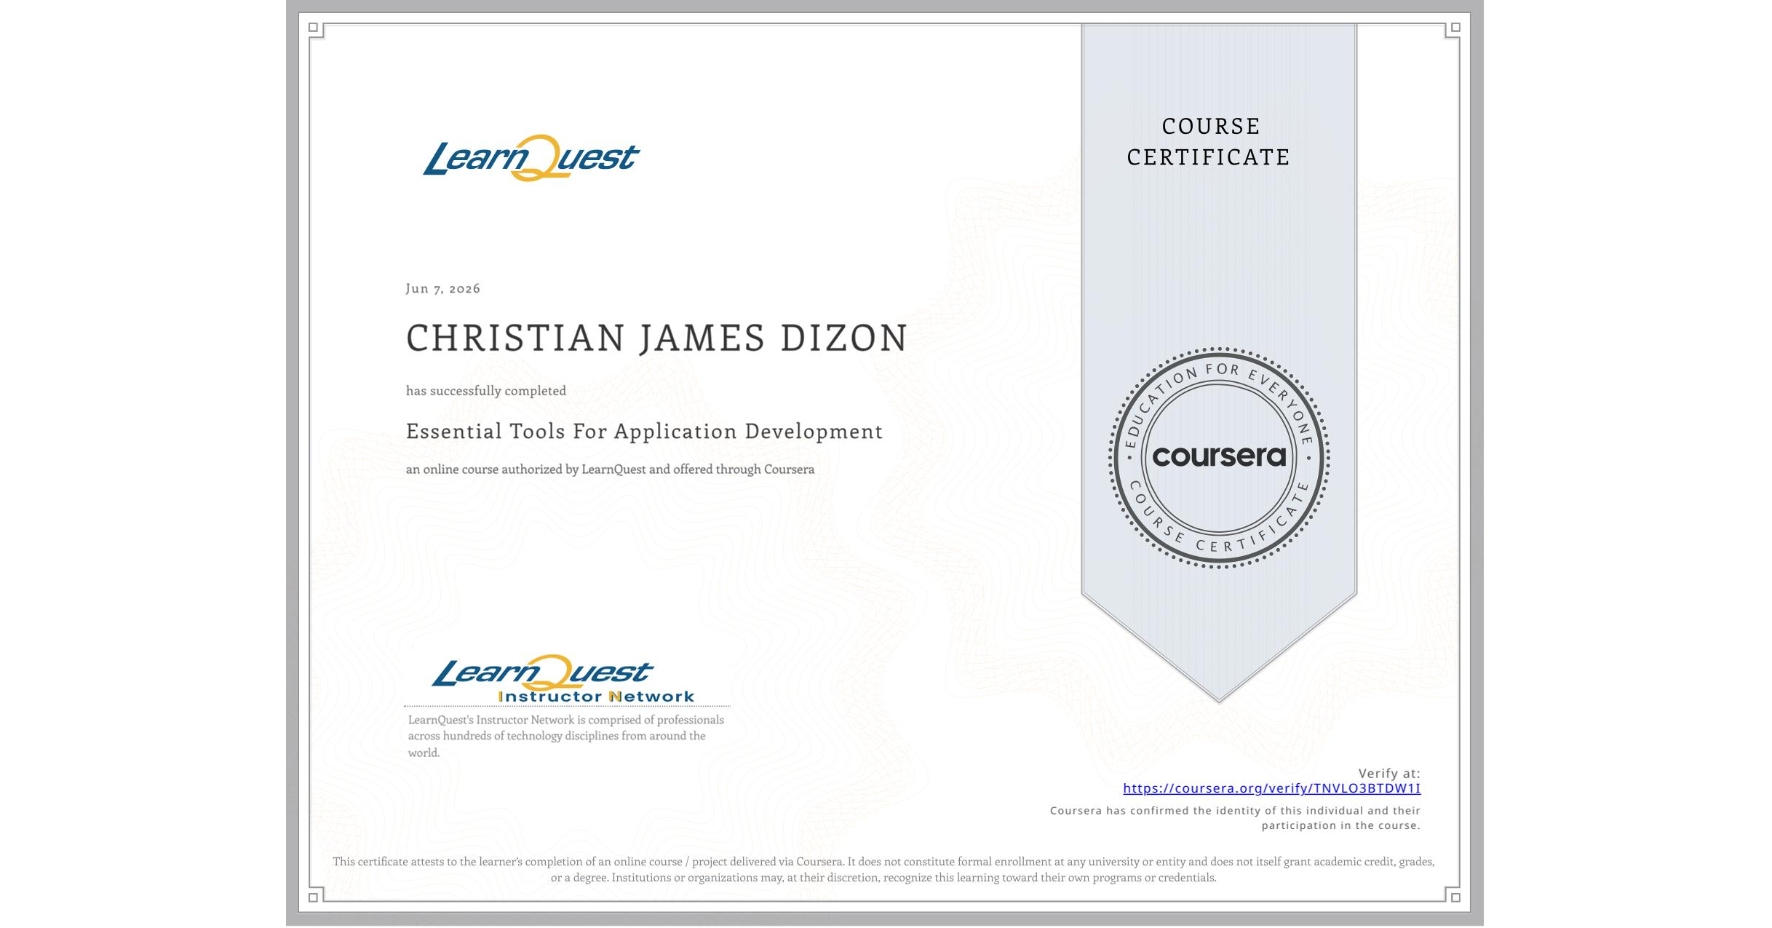 LearnQuest
COURSE
CERTIFICATE
Jun 7, 2026
CHRISTIAN JAMES DIZON
has successfully completed
Essential Tools For Application Development
an online course authorized by LearnQuest and offered through Coursera
EDUCATION FOR EVERYONE
coursera
COURSE CERTIFICATE
LearnQuest
Instructor Network
LearnQuest's Instructor Network is comprised of professionals
across hundreds of technology disciplines from around the
world.
Verify at:
https://coursera.org/verify/TNVLO3BTDW1I
Coursera has confirmed the identity of this individual and their
participation in the course.
This certificate attests to the learner's completion of an online course / project delivered via Coursera. It does not constitute formal enrollment at any university or entity and does not itself grant academic credit, grades,
or a degree. Institutions or organizations may, at their discretion, recognize this learning toward their own programs or credentials.